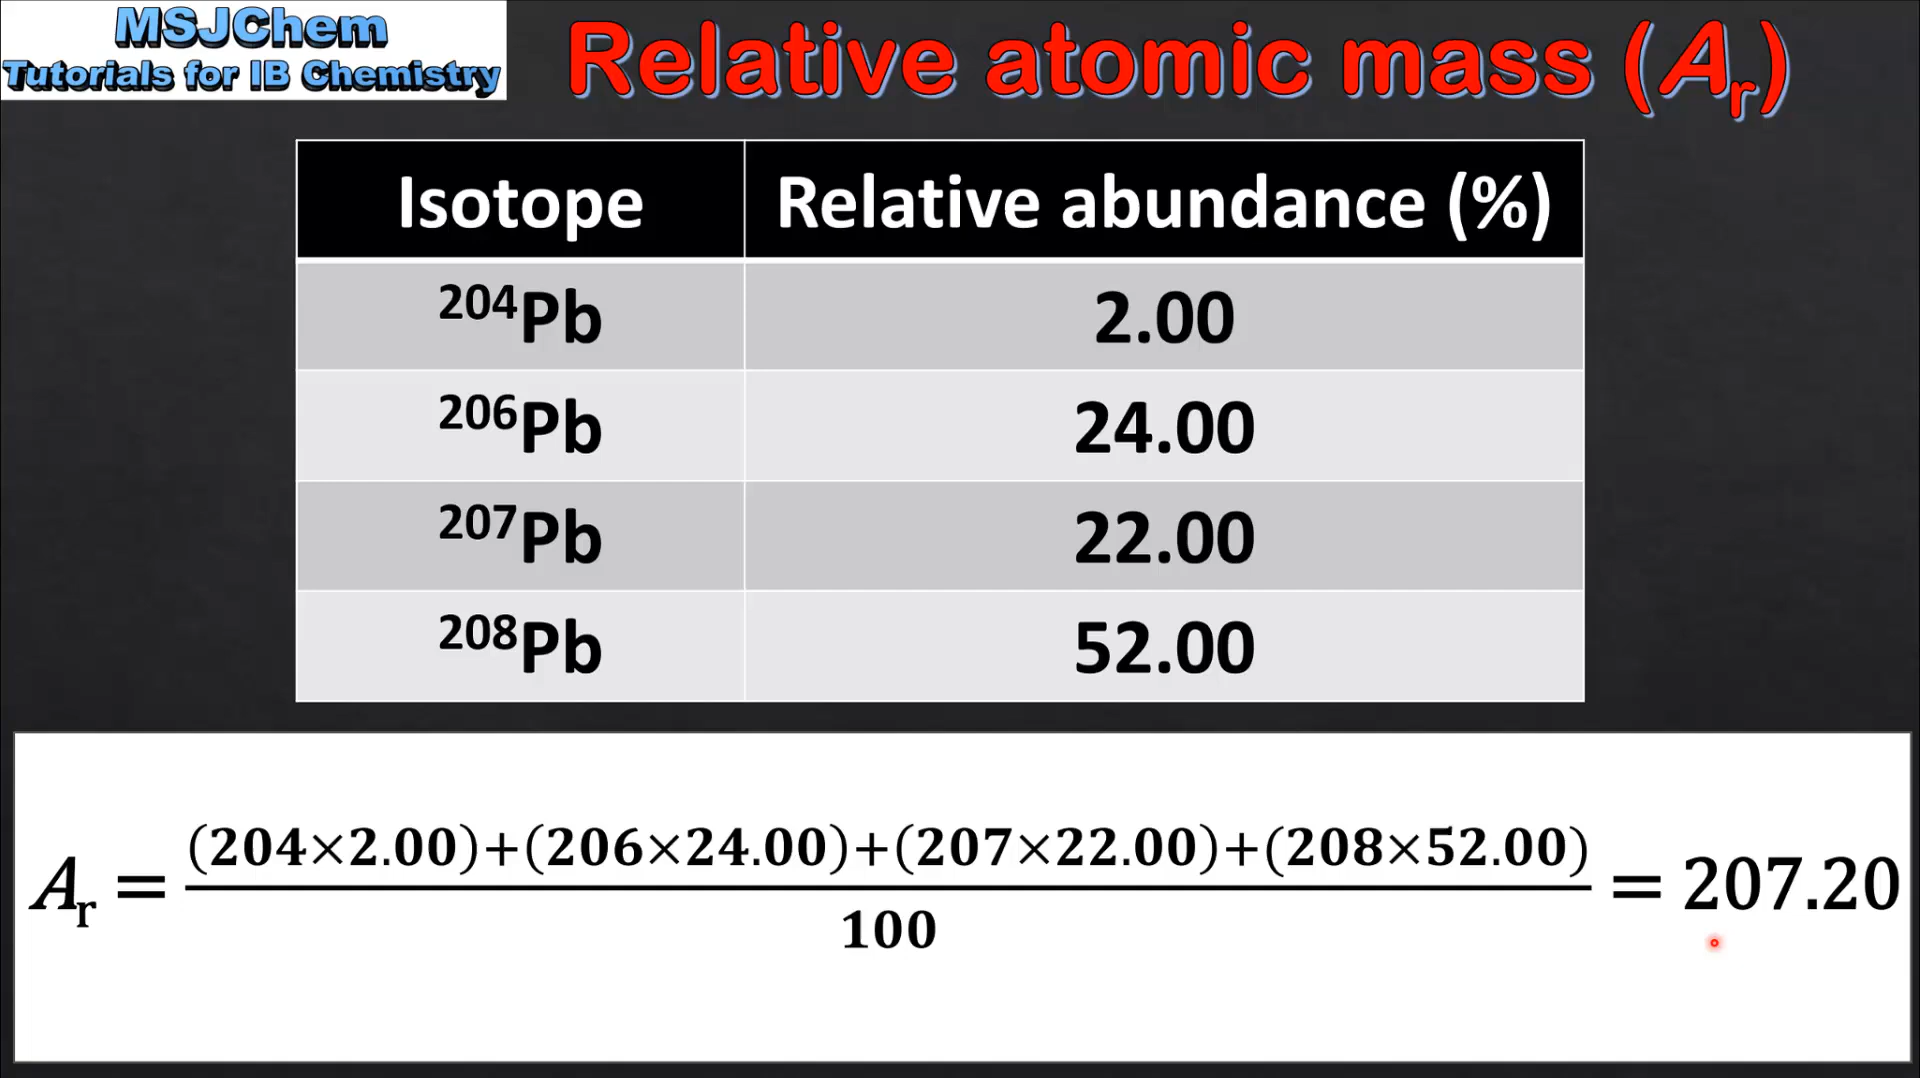 MSJChem
Tutorials for IB Chemistry
Relative atomic mass (Ar)
Isotope Relative abundance (%)
²⁰⁴Pb 2.00
²⁰⁶Pb 24.00
²⁰⁷Pb 22.00
²⁰⁸Pb 52.00
(204×2.00)+(206×24.00)+(207×22.00)+(208×52.00)
Ar = = 207.20
100